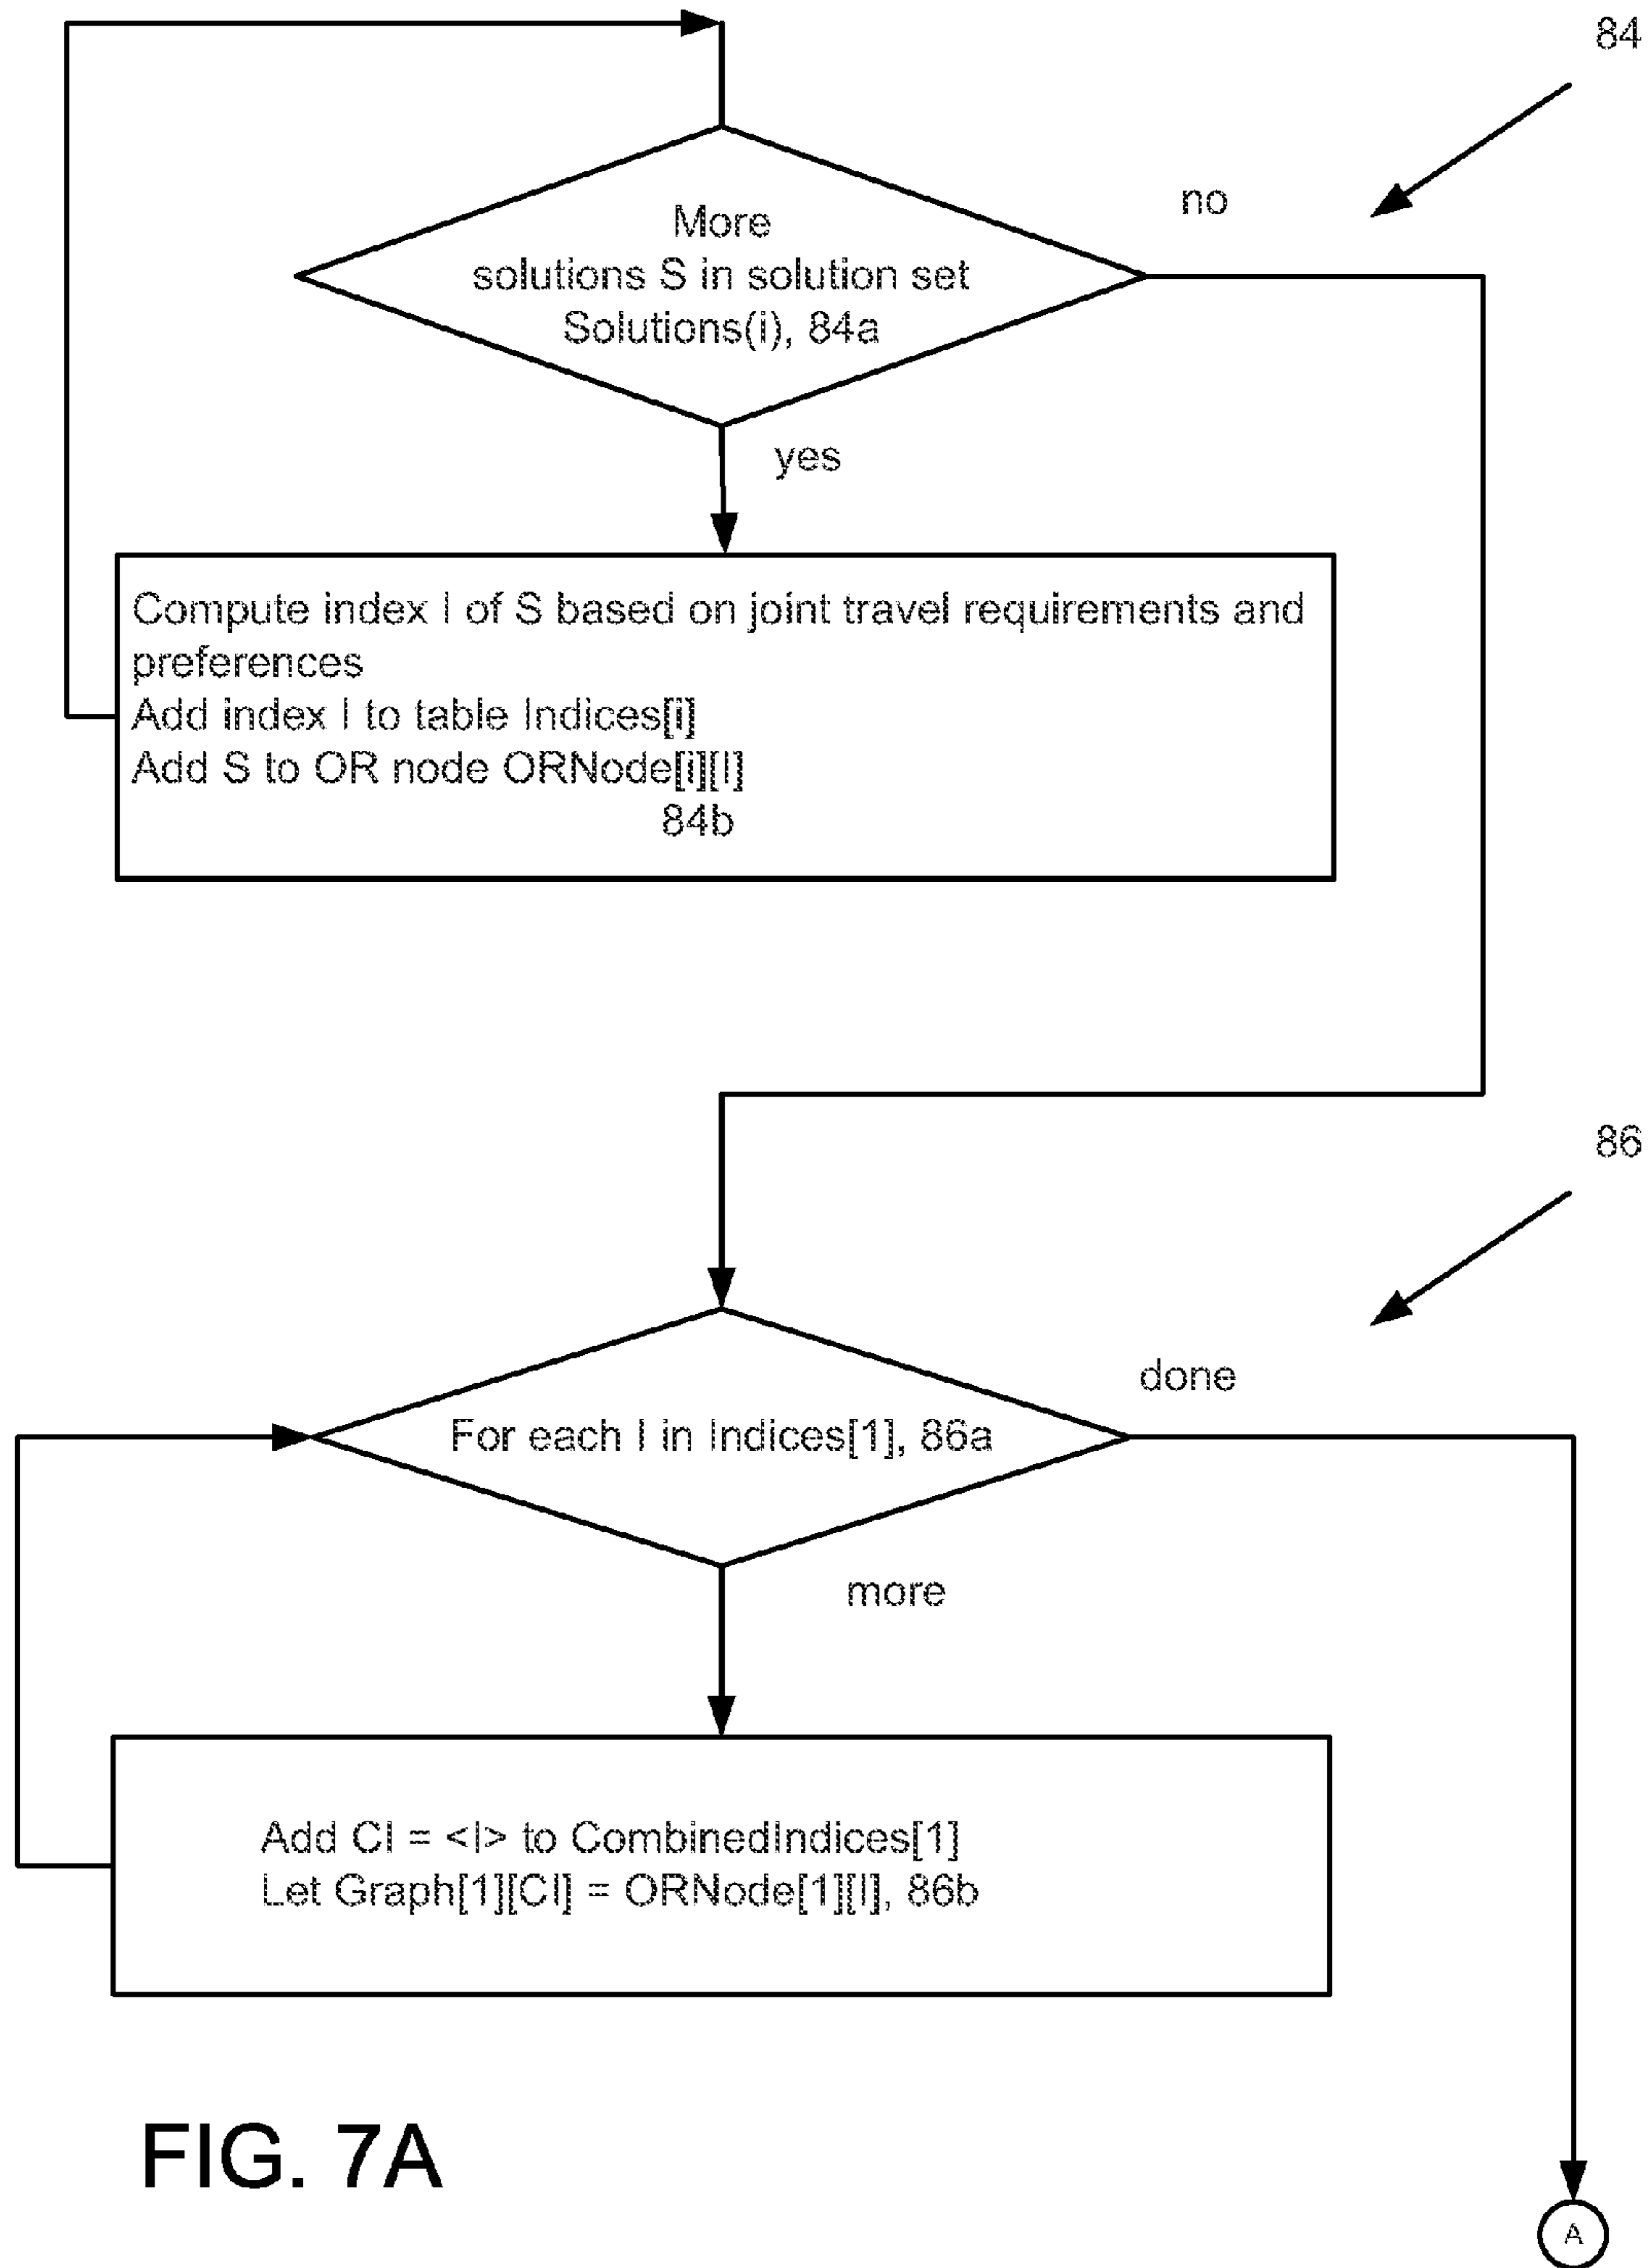 84
no
More
solutions S in solution set
Solutions(i), 84a
yes
Compute index I of S based on joint travel requirements and
preferences
Add index I to table Indices[i]
Add S to OR node ORNode[i][I]
84b
86
done
For each I in Indices[1], 86a
more
Add CI = <I> to CombinedIndices[1]
Let Graph[1][CI] = ORNode[1][I], 86b
FIG. 7A
A